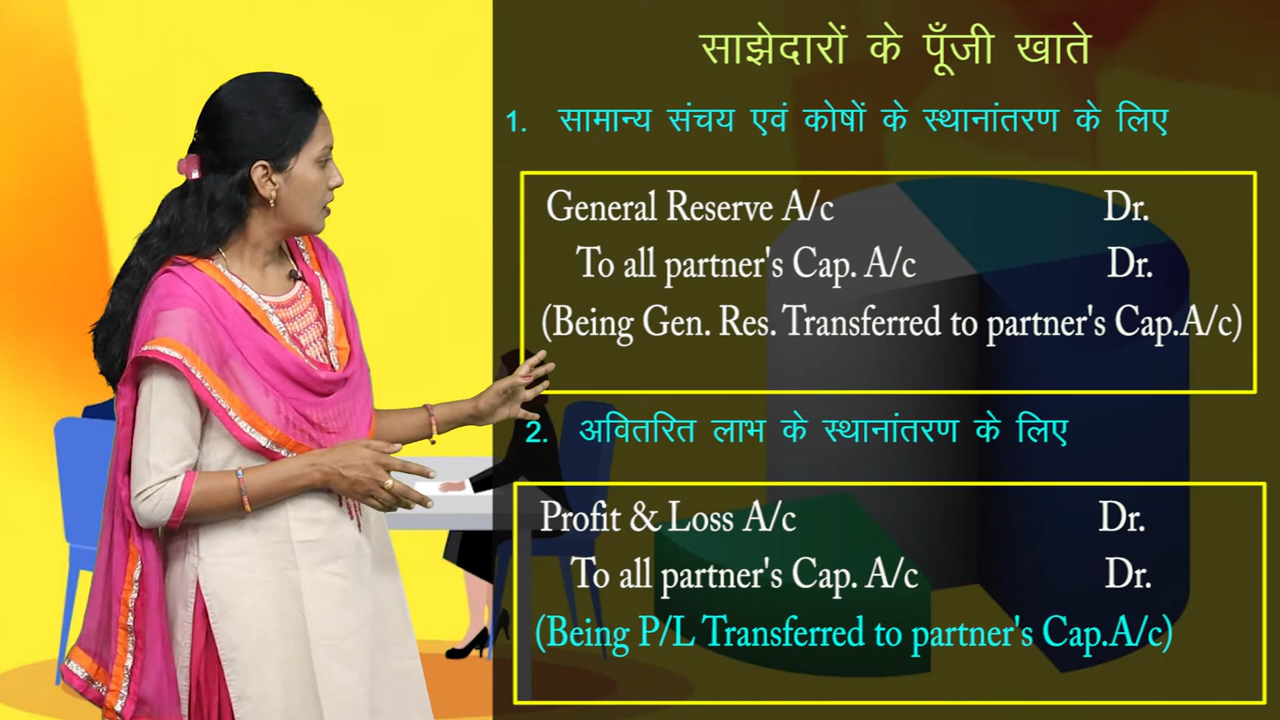 साझेदारों के पूँजी खाते
1. सामान्य संचय एवं कोषों के स्थानांतरण के लिए
General Reserve A/c Dr.
To all partner's Cap. A/c Dr.
(Being Gen. Res. Transferred to partner's Cap.A/c)
2. अवितरित लाभ के स्थानांतरण के लिए
Profit & Loss A/c Dr.
To all partner's Cap. A/c Dr.
(Being P/L Transferred to partner's Cap.A/c)